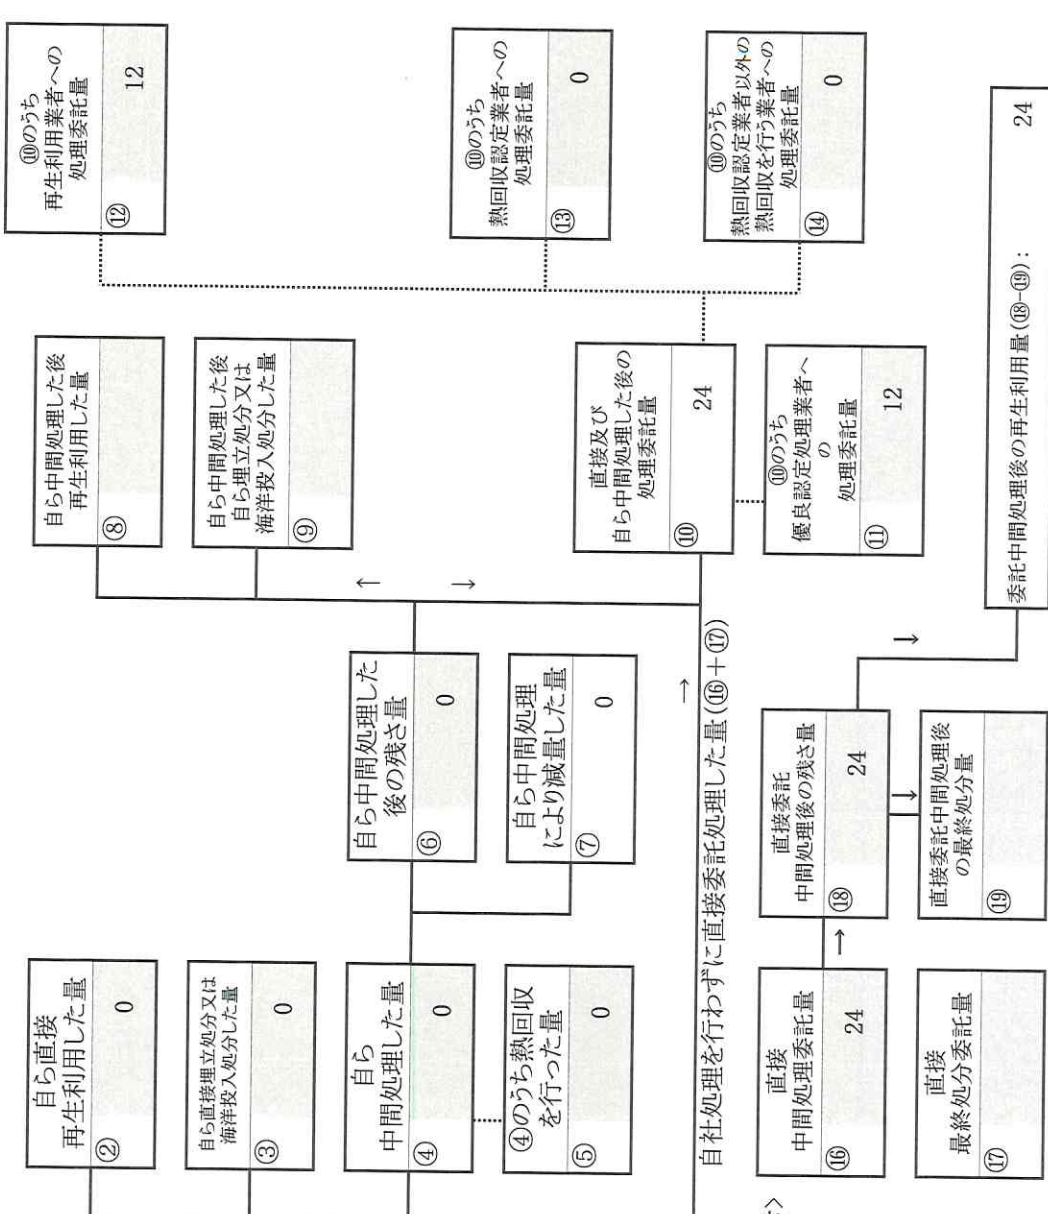 自ら直接
再生利用した量
② 0
自ら直接埋立処分又は
海洋投入処分した量
③ 0
自ら
中間処理した量
④ 0
④のうち熱回収
を行った量
⑤ 0
自ら中間処理した
後の残さ量
⑥ 0
自ら中間処理
により減量した量
⑦ 0
自ら中間処理した後
再生利用した量
⑧
自ら中間処理した後
自ら埋立処分又は
海洋投入処分した量
⑨
直接及び
自ら中間処理した後の
処理委託量
⑩ 24
⑩のうち
優良認定処理業者へ
の
処理委託量
⑪ 12
⑩のうち
再生利用業者への
処理委託量
⑫ 12
⑩のうち
熱回収認定業者への
処理委託量
⑬ 0
⑩のうち
熱回収認定業者以外の
熱回収を行う業者への
処理委託量
⑭ 0
自社処理を行わずに直接委託処理した量(⑯+⑰)
→
直接
中間処理委託量
⑯ 24
直接
最終処分委託量
⑰
直接委託
中間処理後の残さ量
⑱ 24
直接委託中間処理後
の最終処分量
⑲
委託中間処理後の再生利用量(⑱-⑲): 24